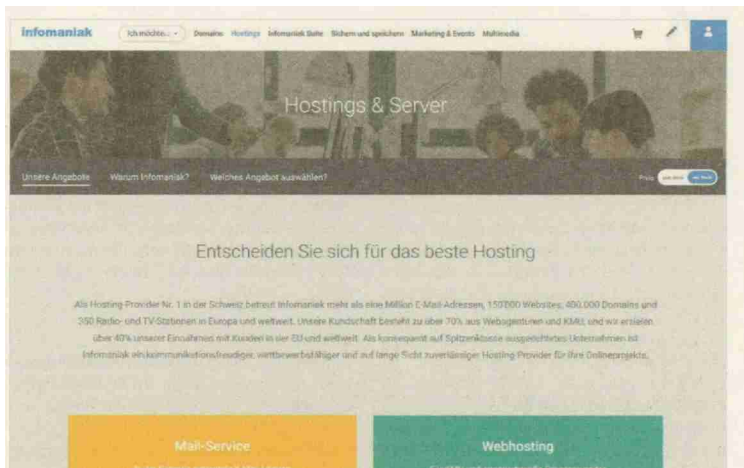 infomaniak
Ich möchte... Domains Hostings Infomaniak Suite Sichern und speichern Marketing & Events Multimedia
Hostings & Server
Unsere Angebote Warum Infomaniak? Welches Angebot auswählen?
Entscheiden Sie sich für das beste Hosting
Als Hosting-Provider Nr. 1 in der Schweiz betreut Infomaniak mehr als eine Million E-Mail-Adressen, 150'000 Websites, 400.000 Domains und
350 Radio- und TV-Stationen in Europa und weltweit. Unsere Kundschaft besteht zu über 70% aus Webagenturen und KMU, und wir erzielen
über 40% unserer Einnahmen mit Kunden in der EU und weltweit. Als konsequent auf Spitzenklasse ausgerichtetes Unternehmen ist
Infomaniak ein kommunikationsfreudiger, wettbewerbsfähiger und auf lange Sicht zuverlässiger Hosting-Provider für Ihre Onlineprojekte.
Mail-Service
Webhosting